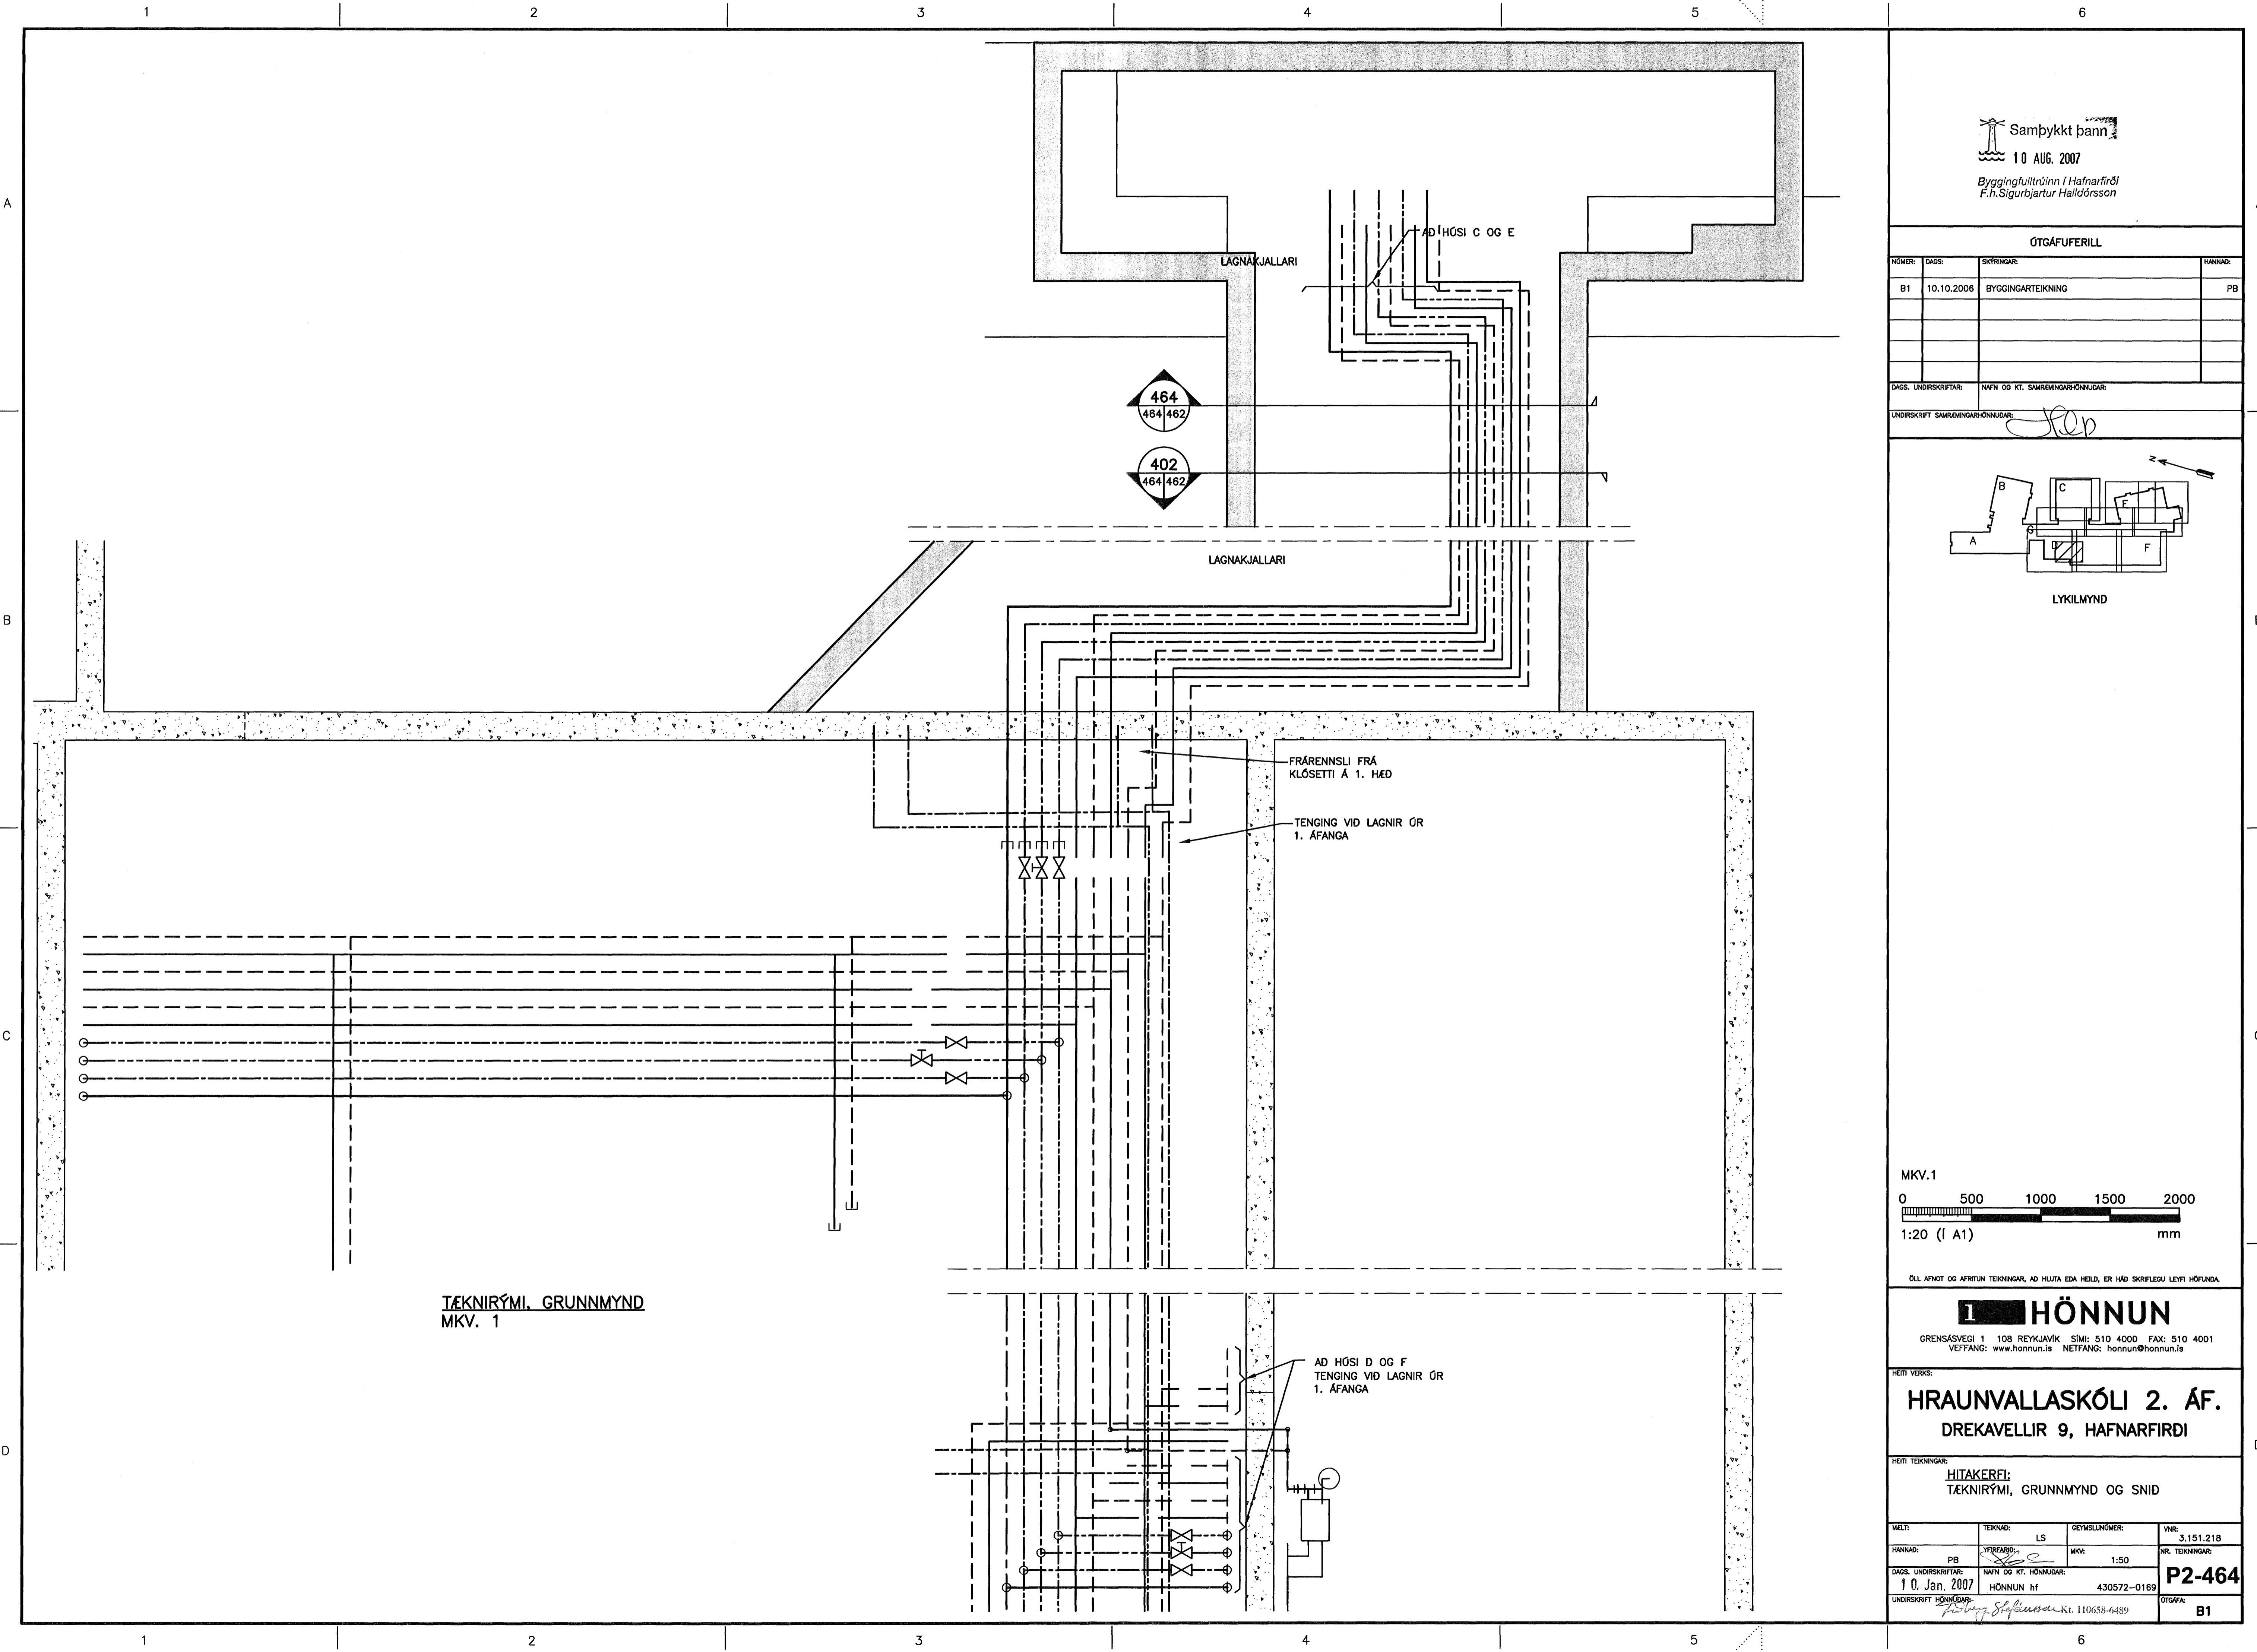 1 2 3 4 5 6
A
B
C
D
LAGNAKJALLARI
AÐ HÚSI C OG E
464
464 462
402
464 462
LAGNAKJALLARI
FRÁRENNSLI FRÁ
KLÓSETTI Á 1. HÆÐ
TENGING VIÐ LAGNIR ÚR
1. ÁFANGA
TÆKNIRÝMI, GRUNNMYND
MKV. 1
AÐ HÚSI D OG F
TENGING VIÐ LAGNIR ÚR
1. ÁFANGA
Samþykkt þann
10 AUG. 2007
Byggingfulltrúinn í Hafnarfirði
F.h.Sigurbjartur Halldórsson
ÚTGÁFUFERILL
NÚMER: DAGS: SKÝRINGAR: HANNAÐ:
B1 10.10.2006 BYGGINGARTEIKNING PB
DAGS. UNDIRSKRIFTAR: NAFN OG KT. SAMRÆMINGARHÖNNUÐAR:
UNDIRSKRIFT SAMRÆMINGARHÖNNUÐAR:
N
B C E
G
A D F
LYKILMYND
MKV.1
0 500 1000 1500 2000
1:20 (Í A1) mm
ÖLL AFNOT OG AFRITUN TEIKNINGAR, AÐ HLUTA EÐA HEILD, ER HÁÐ SKRIFLEGU LEYFI HÖFUNDA.
HÖNNUN
GRENSÁSVEGI 1 108 REYKJAVÍK SÍMI: 510 4000 FAX: 510 4001
VEFFANG: www.honnun.is NETFANG: honnun@honnun.is
HEITI VERKS:
HRAUNVALLASKÓLI 2. ÁF.
DREKAVELLIR 9, HAFNARFIRÐI
HEITI TEIKNINGAR:
HITAKERFI:
TÆKNIRÝMI, GRUNNMYND OG SNIÐ
MÆLT: TEIKNAÐ: LS GEYMSLUNÚMER: VNR: 3.151.218
HANNAÐ: PB YFIRFARIÐ: MKV: 1:50 NR. TEIKNINGAR:
P2-464
DAGS. UNDIRSKRIFTAR: NAFN OG KT. HÖNNUÐAR:
10. Jan. 2007 HÖNNUN hf 430572-0169
UNDIRSKRIFT HÖNNUÐAR: Kt. 110658-6489 ÚTGÁFA: B1
1 2 3 4 5 6